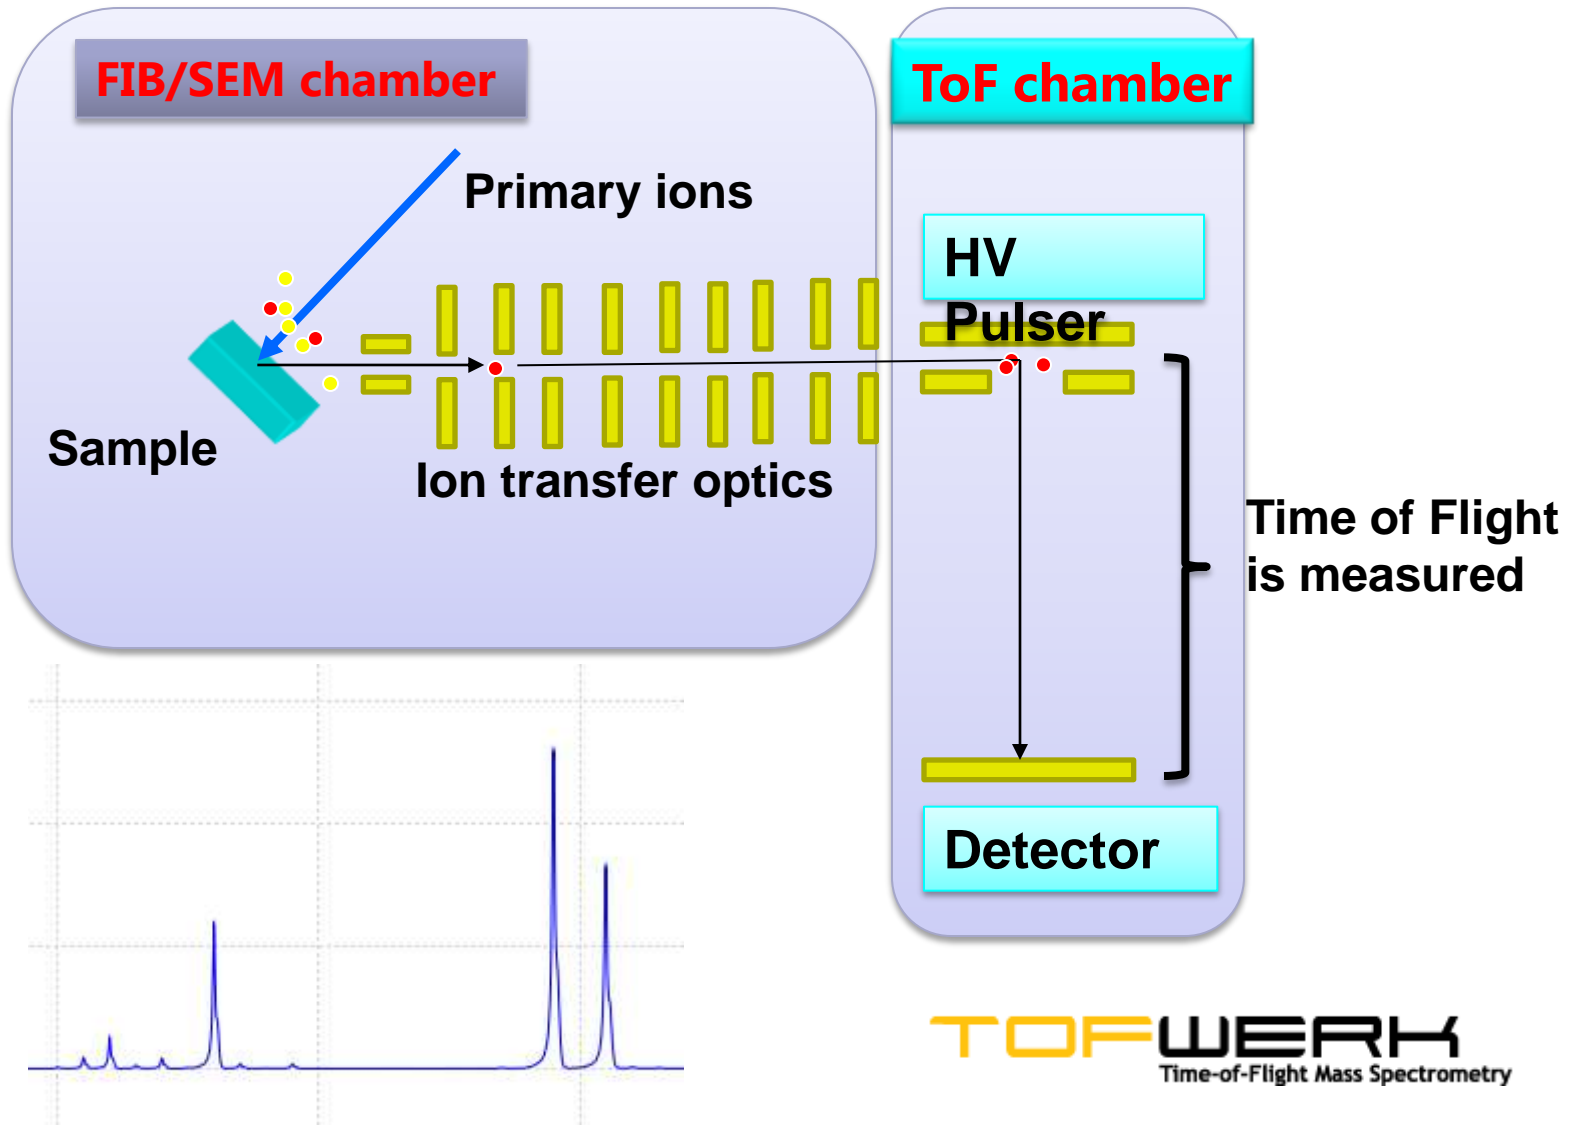 FIB/SEM chamber
ToF chamber
Primary ions
HV
Pulser
Sample
Ion transfer optics
Time of Flight
is measured
Detector
TOFWERK
Time-of-Flight Mass Spectrometry